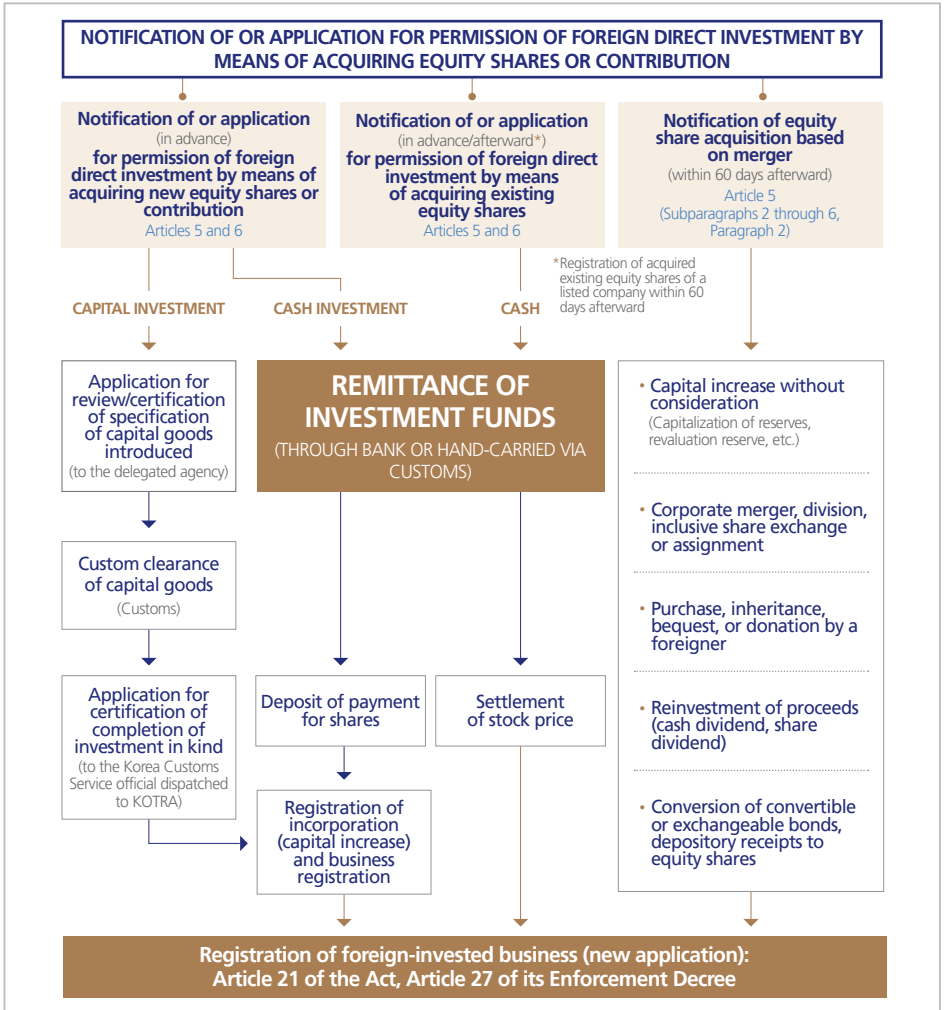 NOTIFICATION OF OR APPLICATION FOR PERMISSION OF FOREIGN DIRECT INVESTMENT BY
MEANS OF ACQUIRING EQUITY SHARES OR CONTRIBUTION
Notification of or application
(in advance)
for permission of foreign
direct investment by means of
acquiring new equity shares or
contribution
Articles 5 and 6
Notification of or application
(in advance/afterward*)
for permission of foreign direct
investment by means
of acquiring existing
equity shares
Articles 5 and 6
Notification of equity
share acquisition based
on merger
(within 60 days afterward)
Article 5
(Subparagraphs 2 through 6,
Paragraph 2)
*Registration of acquired
existing equity shares of a
listed company within 60
days afterward
CAPITAL INVESTMENT
CASH INVESTMENT
CASH
Application for
review/certification
of specification
of capital goods
introduced
(to the delegated agency)
REMITTANCE OF
INVESTMENT FUNDS
(THROUGH BANK OR HAND-CARRIED VIA
CUSTOMS)
• Capital increase without
consideration
(Capitalization of reserves,
revaluation reserve, etc.)
• Corporate merger, division,
inclusive share exchange
or assignment
• Purchase, inheritance,
bequest, or donation by a
foreigner
• Reinvestment of proceeds
(cash dividend, share
dividend)
• Conversion of convertible
or exchangeable bonds,
depository receipts to
equity shares
Custom clearance
of capital goods
(Customs)
Application for
certification of
completion of
investment in kind
(to the Korea Customs
Service official dispatched
to KOTRA)
Deposit of payment
for shares
Settlement
of stock price
Registration of
incorporation
(capital increase)
and business
registration
Registration of foreign-invested business (new application):
Article 21 of the Act, Article 27 of its Enforcement Decree